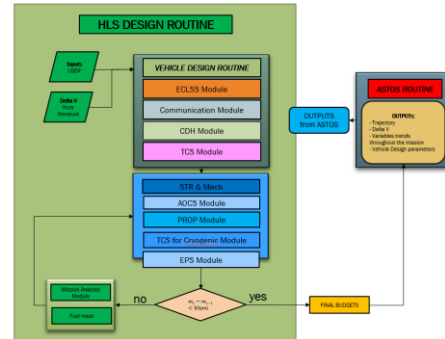 HLS DESIGN ROUTINE
Inputs
USER
Delta V
from
literature
VEHICLE DESIGN ROUTINE
ECLSS Module
Communication Module
CDH Module
TCS Module
STR & Mech
AOCS Module
PROP Module
TCS for Cryogenic Module
EPS Module
Mission Analysis
Module
Fuel mass
no
yes
FINAL BUDGETS
OUTPUTS
from ASTOS
ASTOS ROUTINE
OUTPUTS:
- Trajectory
- Delta V
- Variables trends
throughout the mission
- Vehicle Design parameters